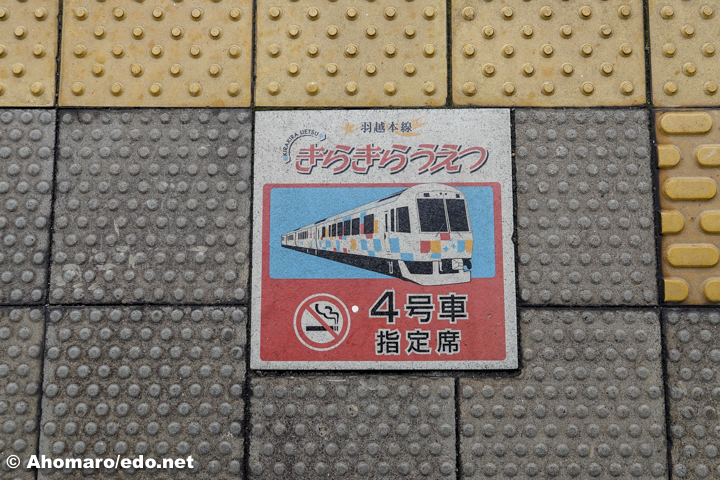 羽越本線
KIRAKIRA UETSU
きらきらうえつ
4号車
指定席
© Ahomaro/edo.net